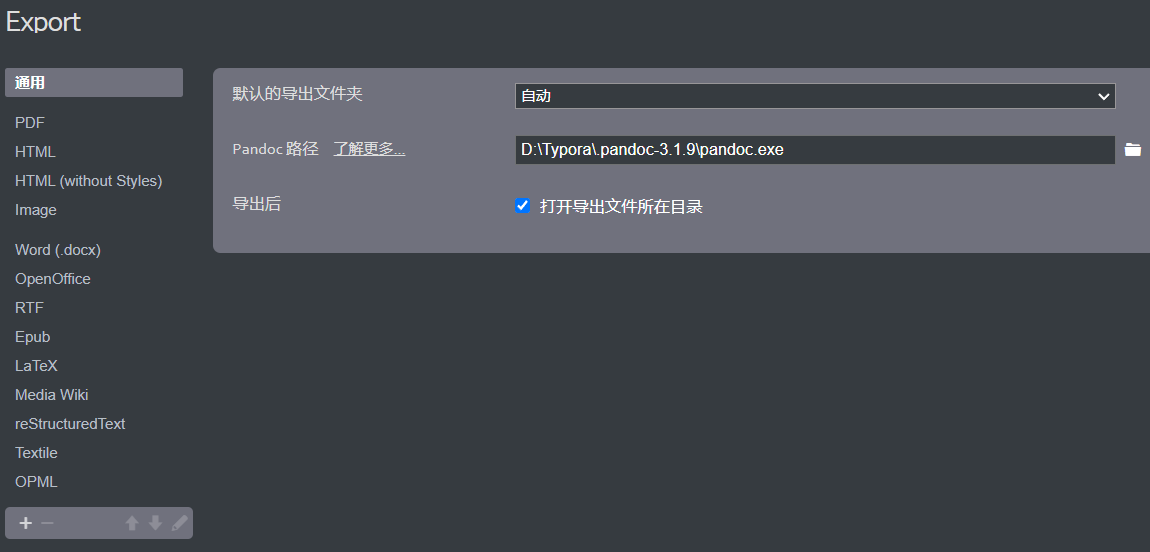 Export
通用
PDF
HTML
HTML (without Styles)
Image
Word (.docx)
OpenOffice
RTF
Epub
LaTeX
Media Wiki
reStructuredText
Textile
OPML
默认的导出文件夹
自动
Pandoc 路径 了解更多...
D:\Typora\.pandoc-3.1.9\pandoc.exe
导出后
打开导出文件所在目录